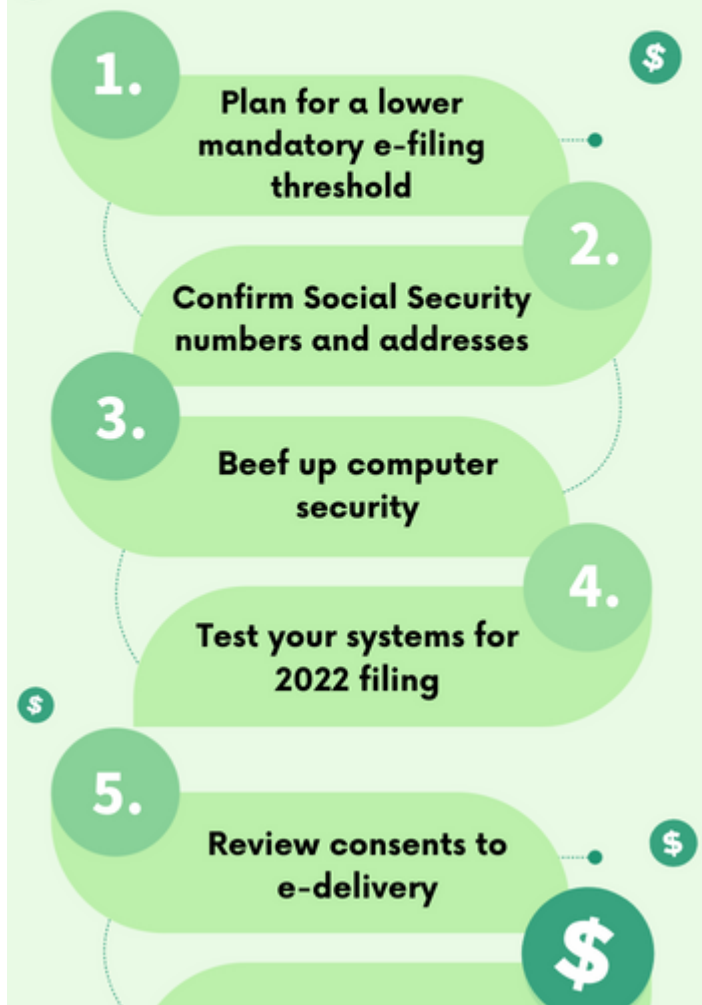 $
1.
Plan for a lower
mandatory e-filing
threshold
2.
Confirm Social Security
numbers and addresses
3.
Beef up computer
security
4.
Test your systems for
2022 filing
$
5.
Review consents to
e-delivery
$
$